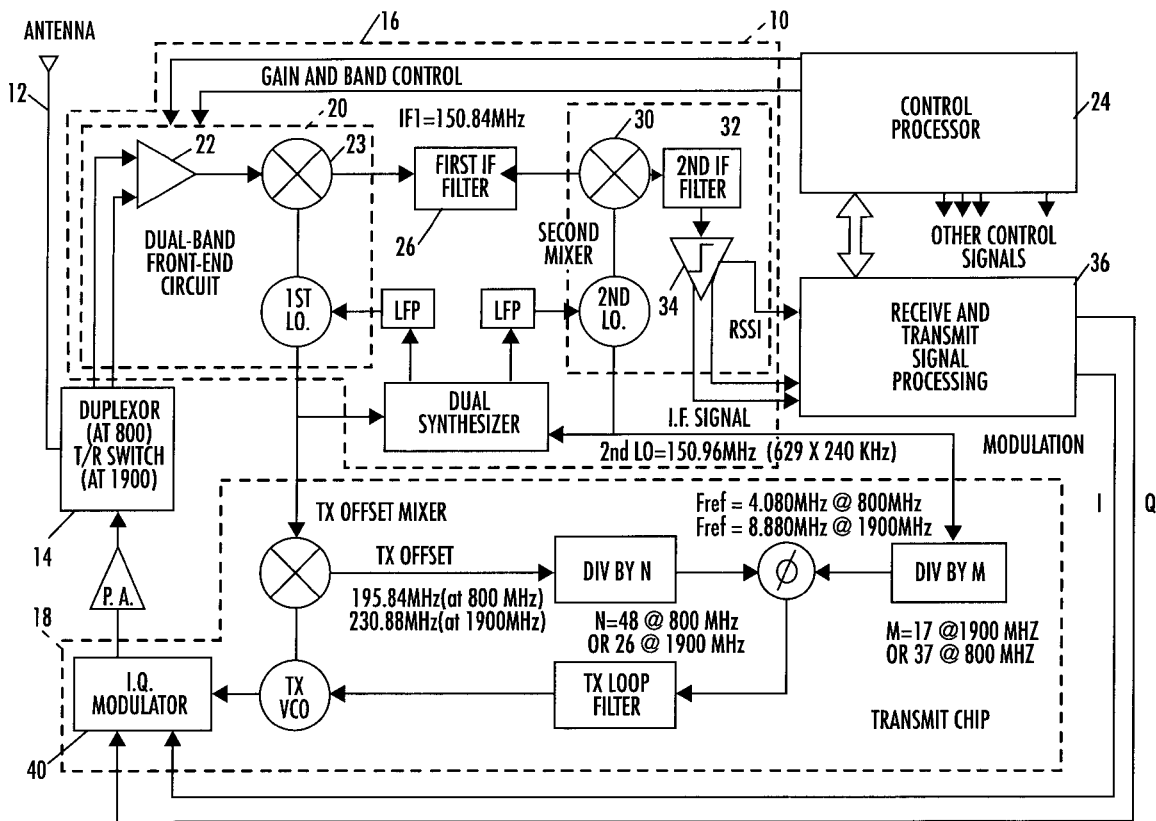 ANTENNA
16
10
12
GAIN AND BAND CONTROL
CONTROL
PROCESSOR
24
20
22
23
IF1=150.84MHz
FIRST IF
FILTER
26
30
32
2ND IF
FILTER
SECOND
MIXER
34
RSSI
OTHER CONTROL
SIGNALS
36
DUAL-BAND
FRONT-END
CIRCUIT
1ST
LO.
LFP
LFP
2ND
LO.
RECEIVE AND
TRANSMIT
SIGNAL
PROCESSING
DUAL
SYNTHESIZER
I.F. SIGNAL
2nd LO=150.96MHz (629 X 240 KHz)
MODULATION
I
Q
DUPLEXOR
(AT 800)
T/R SWITCH
(AT 1900)
14
TX OFFSET MIXER
TX OFFSET
195.84MHz(at 800 MHz)
230.88MHz(at 1900MHz)
DIV BY N
N=48 @ 800 MHz
OR 26 @ 1900 MHz
Fref = 4.080MHz @ 800MHz
Fref = 8.880MHz @ 1900MHz
Ø
DIV BY M
M=17 @1900 MHZ
OR 37 @ 800 MHZ
P. A.
18
I.Q.
MODULATOR
40
TX
VCO
TX LOOP
FILTER
TRANSMIT CHIP